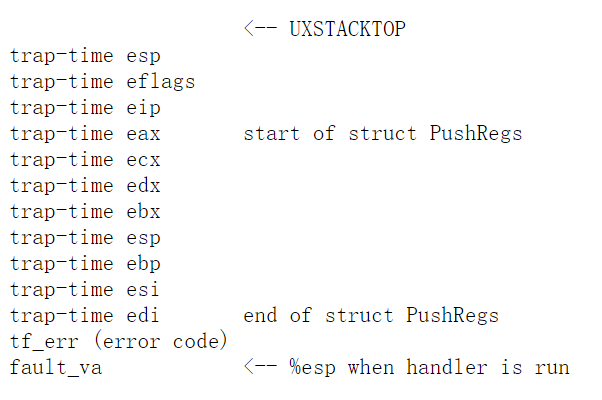 <-- UXSTACKTOP
trap-time esp
trap-time eflags
trap-time eip
trap-time eax       start of struct PushRegs
trap-time ecx
trap-time edx
trap-time ebx
trap-time esp
trap-time ebp
trap-time esi
trap-time edi       end of struct PushRegs
tf_err (error code)
fault_va            <-- %esp when handler is run